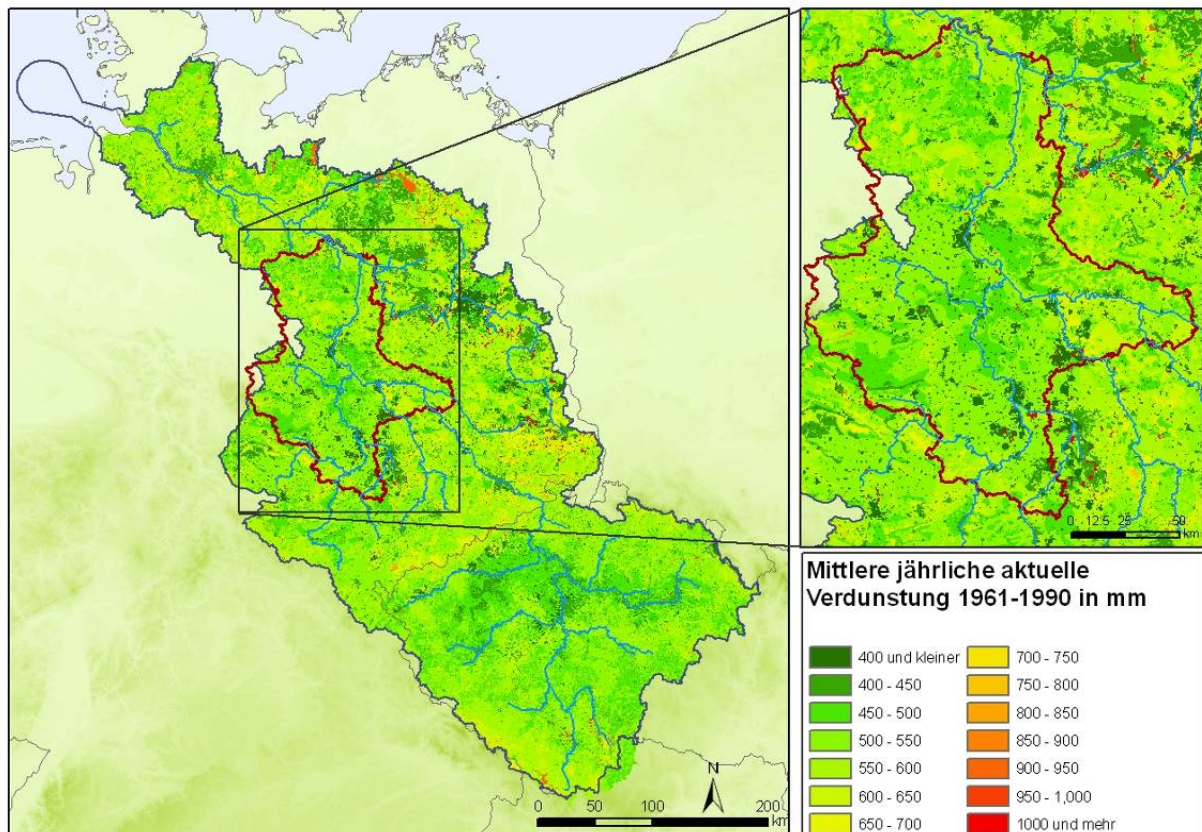 0 12.5 25 50
km
N
0 50 100 200
km
Mittlere jährliche aktuelle
Verdunstung 1961-1990 in mm
400 und kleiner
400 - 450
450 - 500
500 - 550
550 - 600
600 - 650
650 - 700
700 - 750
750 - 800
800 - 850
850 - 900
900 - 950
950 - 1,000
1000 und mehr